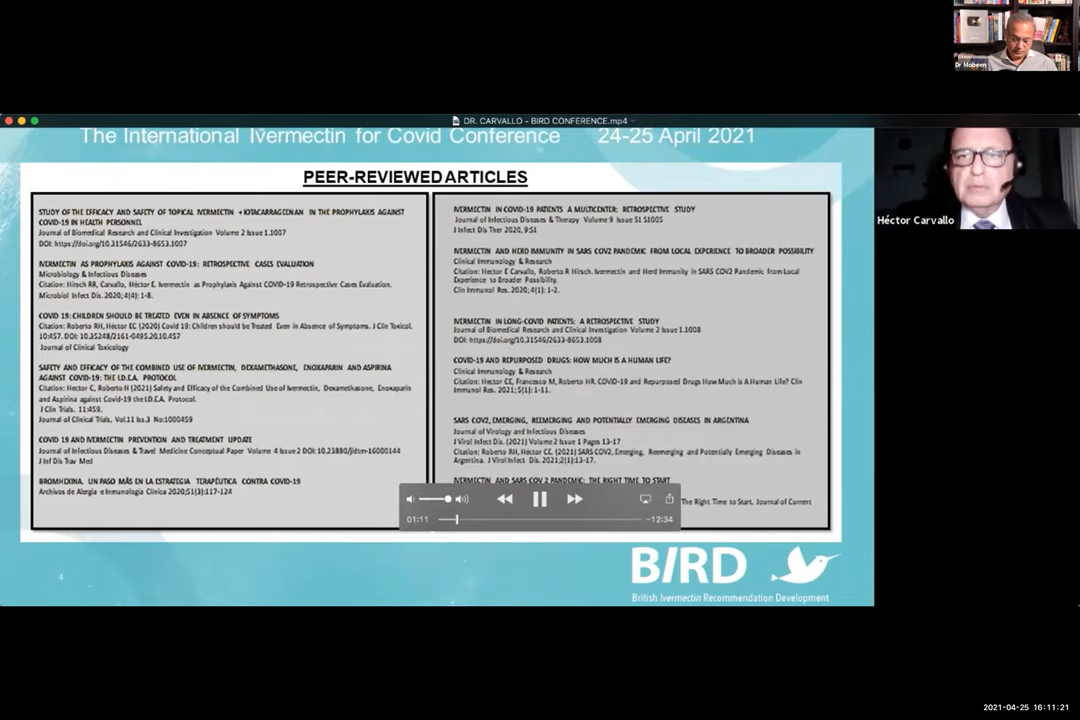 Dr Mobeen
DR. CARVALLO - BIRD CONFERENCE.mp4
The International Ivermectin for Covid Conference 24-25 April 2021
Héctor Carvallo
PEER-REVIEWED ARTICLES
STUDY OF THE EFFICACY AND SAFETY OF TOPICAL IVERMECTIN +IOTACARRAGEENAN IN THE PROPHYLAXIS AGAINST
COVID-19 IN HEALTH PERSONNEL
Journal of Biomedical Research and Clinical Investigation Volume 2 Issue 1.1007
DOI: https://doi.org/10.31546/2633-8653.1007
IVERMECTIN AS PROPHYLAXIS AGAINST COVID-19: RETROSPECTIVE CASES EVALUATION
Microbiology & Infectious Diseases
Citation: Hirsch RR, Carvallo, Héctor E. Ivermectin as Prophylaxis Against COVID-19 Retrospective Cases Evaluation.
Microbiol Infect Dis. 2020; 4(4): 1-8.
COVID 19: CHILDREN SHOULD BE TREATED EVEN IN ABSENCE OF SYMPTOMS
Citation: Roberto RH, Héctor EC (2020) Covid 19: Children should be Treated Even in Absence of Symptoms. J Clin Toxicol.
10:457. DOI: 10.35248/2161-0495.20.10.457
Journal of Clinical Toxicology
SAFETY AND EFFICACY OF THE COMBINED USE OF IVERMECTIN, DEXAMETHASONE, ENOXAPARIN AND ASPIRINA
AGAINST COVID-19: THE I.D.E.A. PROTOCOL
Citation: Hector C, Roberto H (2021) Safety and Efficacy of the Combined Use of Ivermectin, Dexamethasone, Enoxaparin
and Aspirina against Covid-19 the I.D.E.A. Protocol.
J Clin Trials. 11:459.
Journal of Clinical Trials, Vol.11 Iss.3 No:1000459
COVID 19 AND IVERMECTIN PREVENTION AND TREATMENT UPDATE
Journal of Infectious Diseases & Travel Medicine Conceptual Paper Volume 4 Issue 2 DOI: 10.23880/jidtm-16000144
J Inf Dis Trav Med
BROMHEXINA. UN PASO MÁS EN LA ESTRATEGIA TERAPÉUTICA CONTRA COVID-19
Archivos de Alergia e Inmunología Clínica 2020;51(3):117-124
IVERMECTIN IN COVID-19 PATIENTS A MULTICENTER: RETROSPECTIVE STUDY
Journal of Infectious Diseases & Therapy Volume 9 Issue S1 S1005
J Infect Dis Ther 2020, 9:S1
IVERMECTIN AND HERD IMMUNITY IN SARS COV2 PANDEMIC FROM LOCAL EXPERIENCE TO BROADER POSSIBILITY
Clinical Immunology & Research
Citation: Hector E Carvallo, Roberto R Hirsch. Ivermectin and Herd Immunity in SARS COV2 Pandemic from Local
Experience to Broader Possibility.
Clin Immunol Res. 2020; 4(1): 1-2.
IVERMECTIN IN LONG-COVID PATIENTS: A RETROSPECTIVE STUDY
Journal of Biomedical Research and Clinical Investigation Volume 2 Issue 1.1008
DOI: https://doi.org/10.31546/2633-8653.1008
COVID-19 AND REPURPOSED DRUGS: HOW MUCH IS A HUMAN LIFE?
Clinical Immunology & Research
Citation: Hector CE, Francesco M, Roberto HR. COVID-19 and Repurposed Drugs How Much is A Human Life? Clin
Immunol Res. 2021; 5(1): 1-11.
SARS COV2, EMERGING, REEMERGING AND POTENTIALLY EMERGING DISEASES IN ARGENTINA
Journal of Virology and Infectious Diseases
J Viral Infect Dis. (2021) Volume 2 Issue 1 Pages 13-17
Citation: Roberto RH, Héctor CE. (2021) SARS COV2, Emerging, Reemerging and Potentially Emerging Diseases in
Argentina. J Virol Infect Dis. 2021;2(1):13-17.
IVERMECTIN AND SARS COV 2 PANDEMIC: THE RIGHT TIME TO START
The Right Time to Start. Journal of Current
01:11 -12:34
4
BIRD
British Ivermectin Recommendation Development
2021-04-25 16:11:21